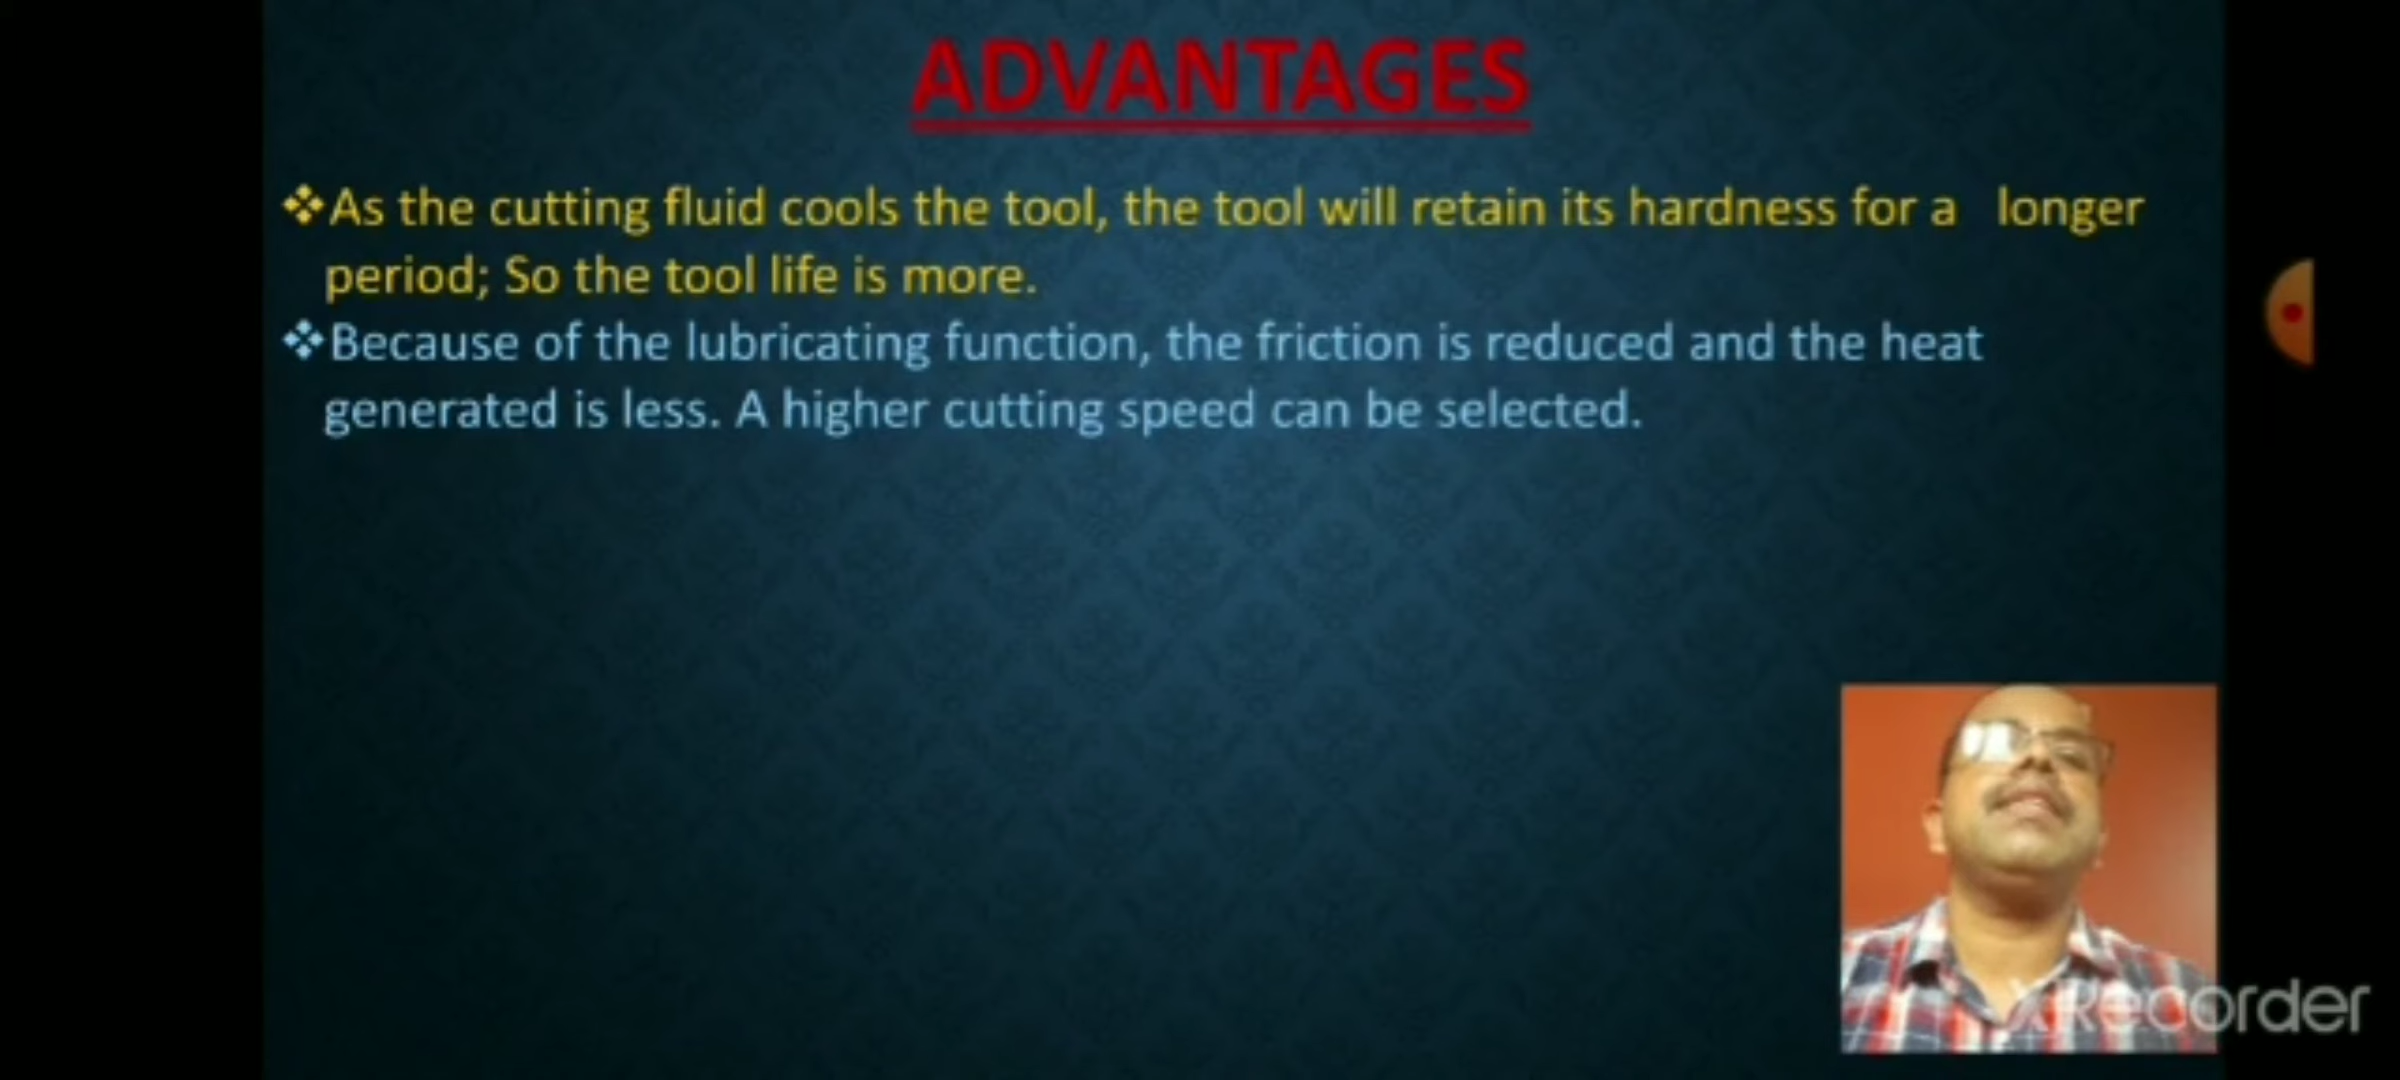 ADVANTAGES
❖As the cutting fluid cools the tool, the tool will retain its hardness for a longer
period; So the tool life is more.
❖Because of the lubricating function, the friction is reduced and the heat
generated is less. A higher cutting speed can be selected.
XRecorder